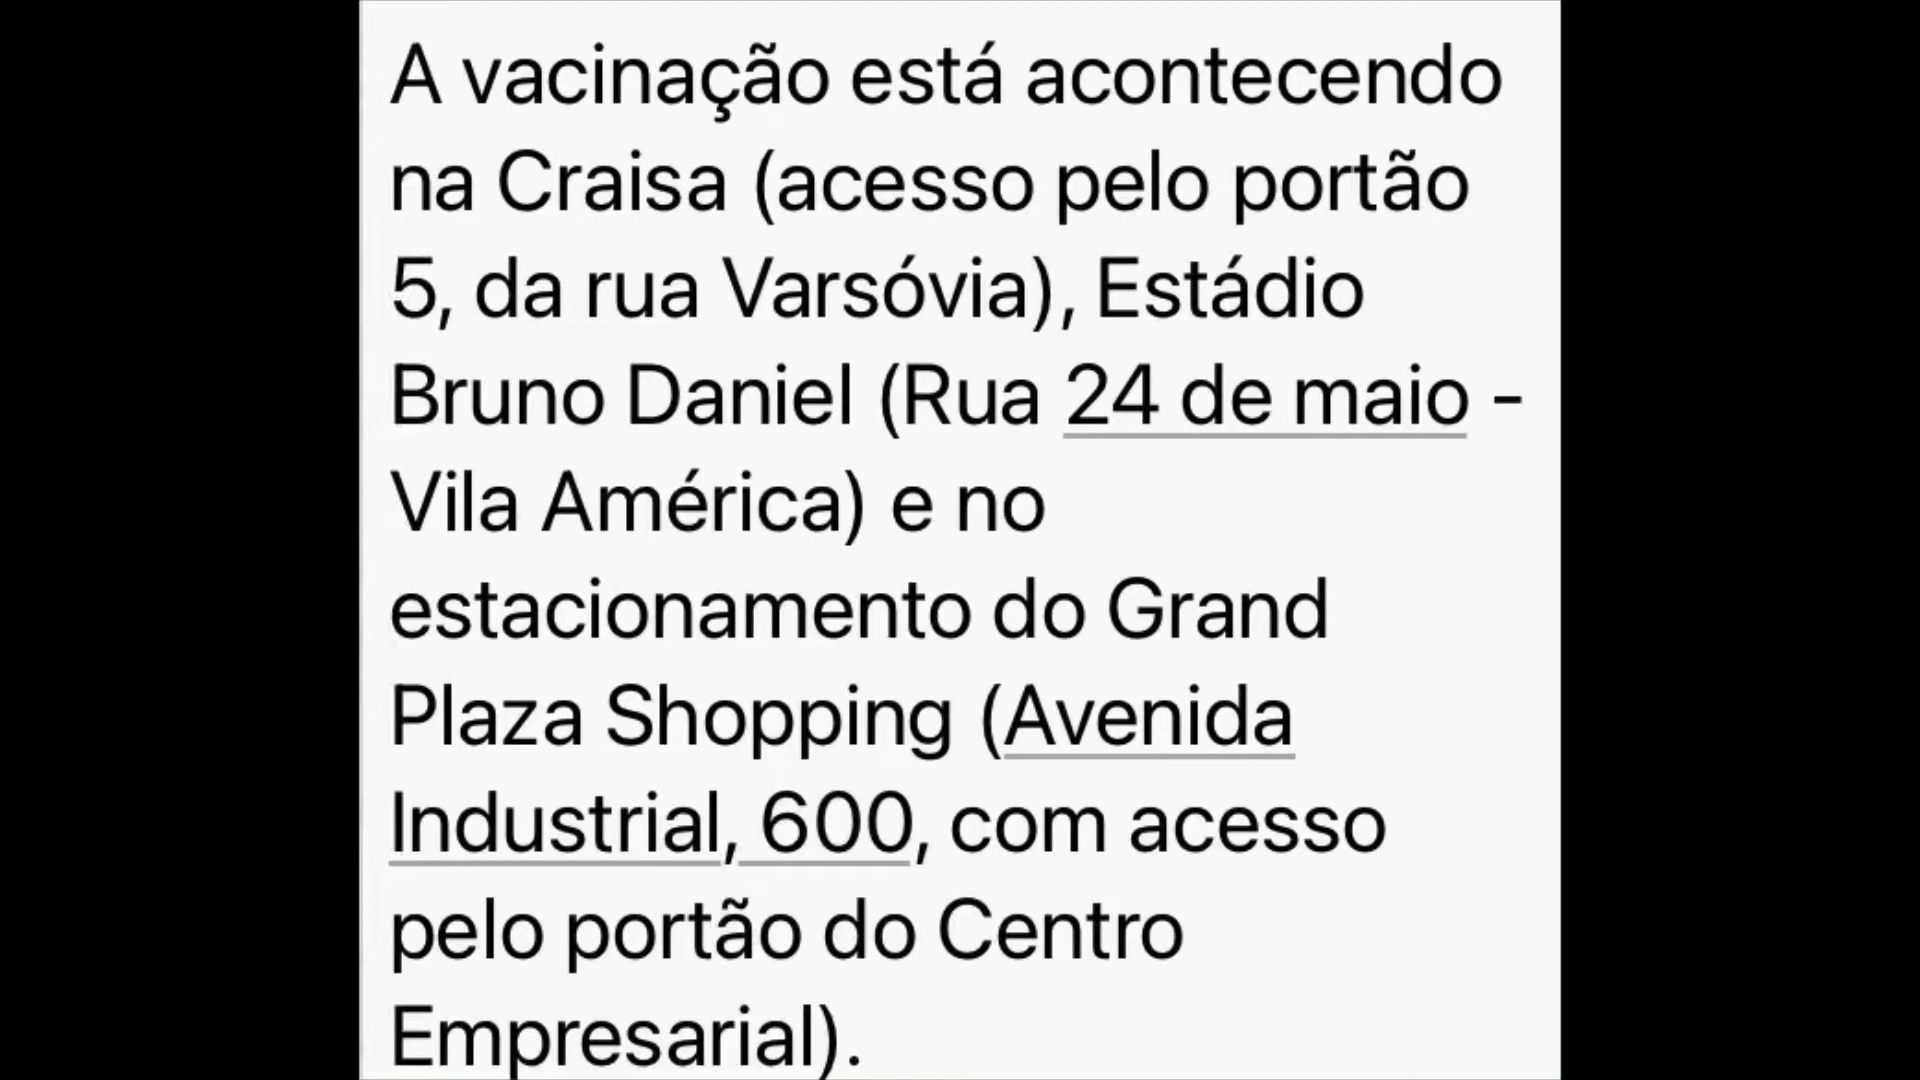 A vacinação está acontecendo
na Craisa (acesso pelo portão
5, da rua Varsóvia), Estádio
Bruno Daniel (Rua 24 de maio -
Vila América) e no
estacionamento do Grand
Plaza Shopping (Avenida
Industrial, 600, com acesso
pelo portão do Centro
Empresarial).